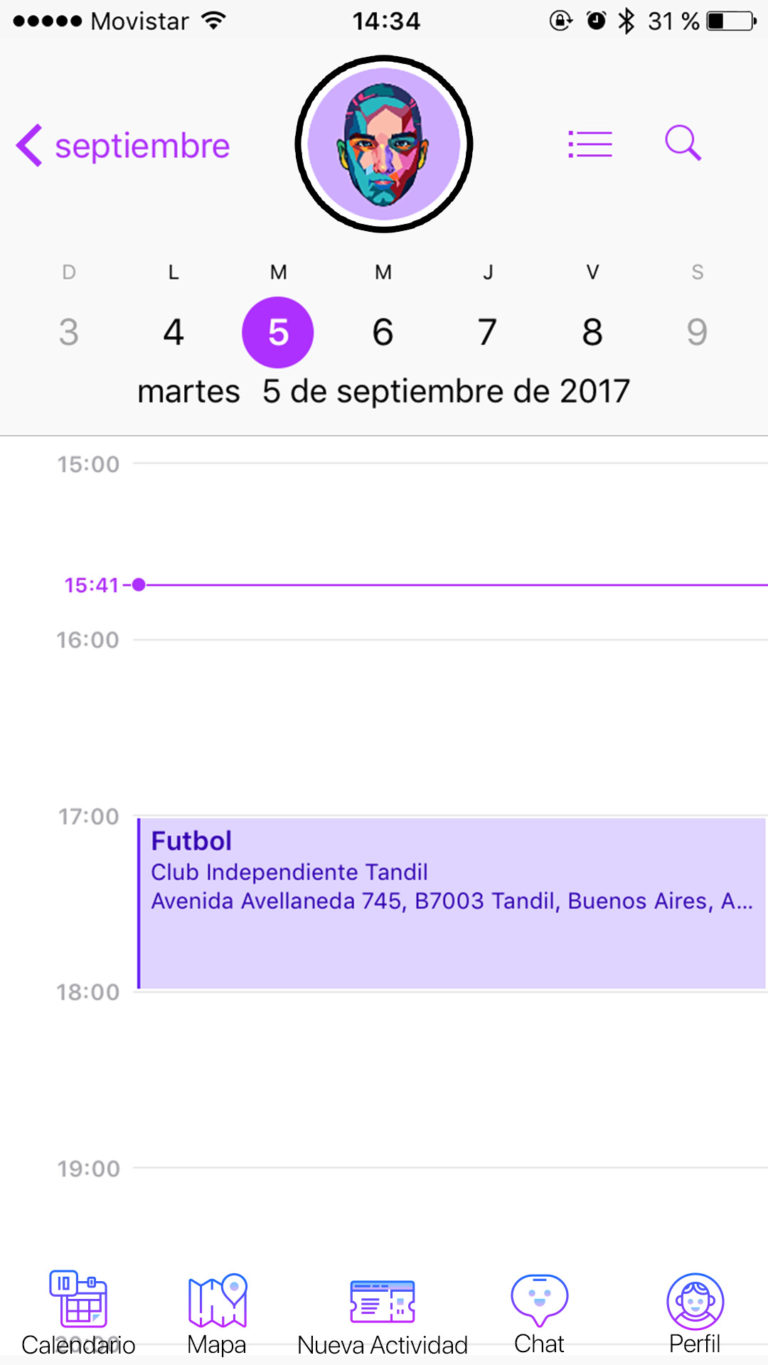 Movistar 14:34 31 %
septiembre
D L M M J V S
3 4 5 6 7 8 9
martes 5 de septiembre de 2017
15:00
15:41
16:00
17:00
Futbol
Club Independiente Tandil
Avenida Avellaneda 745, B7003 Tandil, Buenos Aires, A...
18:00
19:00
20:00
10
Calendario Mapa Nueva Actividad Chat Perfil